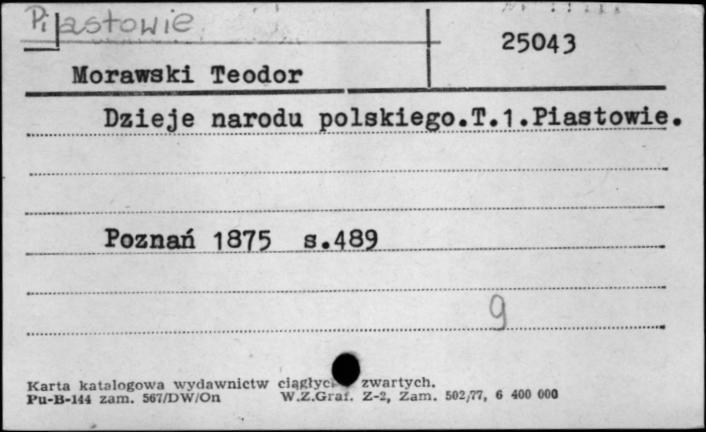 Piastowie
25043
Morawski Teodor
Dzieje narodu polskiego.T.1.Piastowie.
Poznań 1875 s.489
9
Karta katalogowa wydawnictw zwartych.
Pu-B-144 zam. 567/DW/On W.Z.Graf. Z-2, Zam. 502/77, 6 400 000